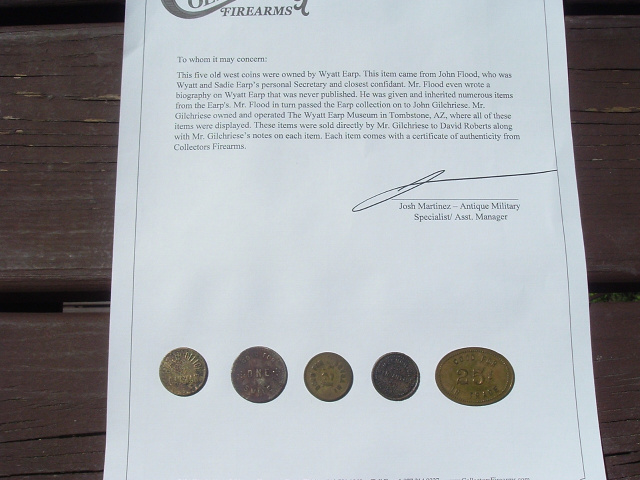 FIREARMS
To whom it may concern:
This five old west coins were owned by Wyatt Earp. This item came from John Flood, who was
Wyatt and Sadie Earp's personal Secretary and closest confidant. Mr. Flood even wrote a
biography on Wyatt Earp that was never published. He was given and inherited numerous items
from the Earp's. Mr. Flood in turn passed the Earp collection on to John Gilchriese. Mr.
Gilchriese owned and operated The Wyatt Earp Museum in Tombstone, AZ, where all of these
items were displayed. These items were sold directly by Mr. Gilchriese to David Roberts along
with Mr. Gilchriese's notes on each item. Each item comes with a certificate of authenticity from
Collectors Firearms.
Josh Martinez – Antique Military
Specialist/ Asst. Manager
ONE
25¢